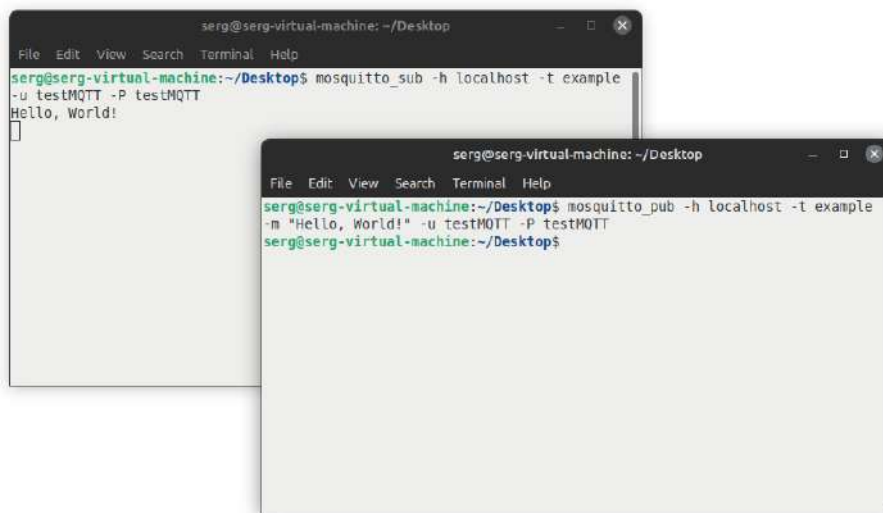 serg@serg-virtual-machine: ~/Desktop
File Edit View Search Terminal Help
serg@serg-virtual-machine:~/Desktop$ mosquitto_sub -h localhost -t example
-u testMQTT -P testMQTT
Hello, World!
serg@serg-virtual-machine: ~/Desktop
File Edit View Search Terminal Help
serg@serg-virtual-machine:~/Desktop$ mosquitto_pub -h localhost -t example
-m "Hello, World!" -u testMQTT -P testMQTT
serg@serg-virtual-machine:~/Desktop$